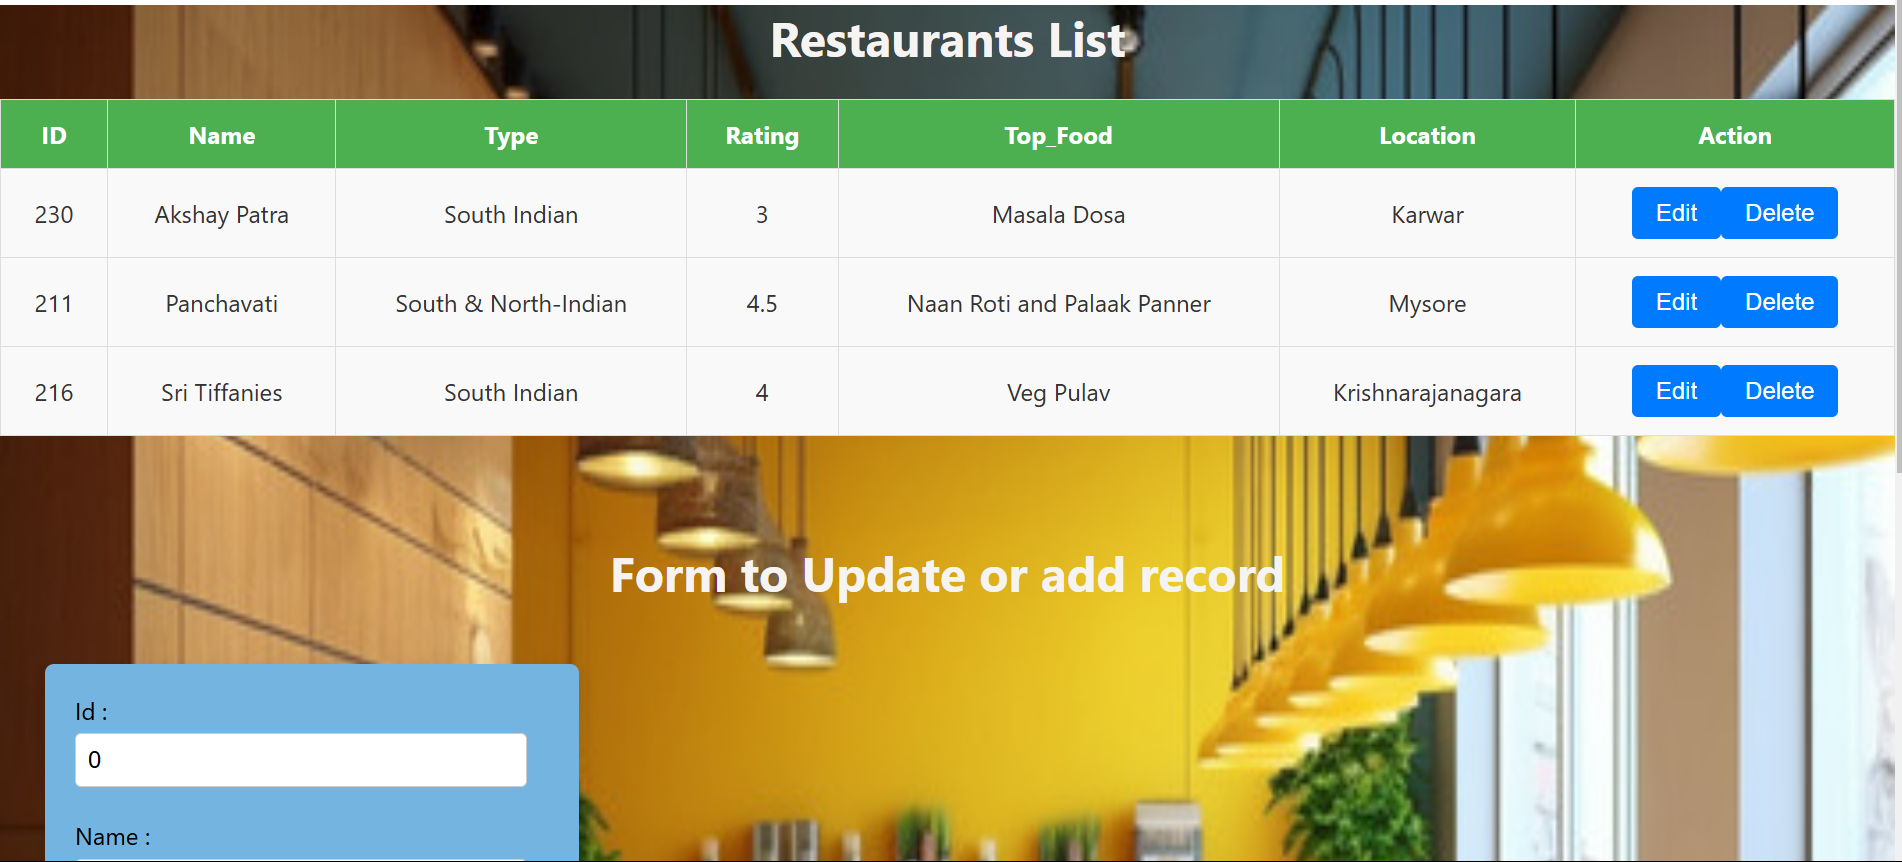 Restaurants List
ID Name Type Rating Top_Food Location Action
230 Akshay Patra South Indian 3 Masala Dosa Karwar Edit Delete
211 Panchavati South & North-Indian 4.5 Naan Roti and Palaak Panner Mysore Edit Delete
216 Sri Tiffanies South Indian 4 Veg Pulav Krishnarajanagara Edit Delete
Form to Update or add record
Id :
0
Name :